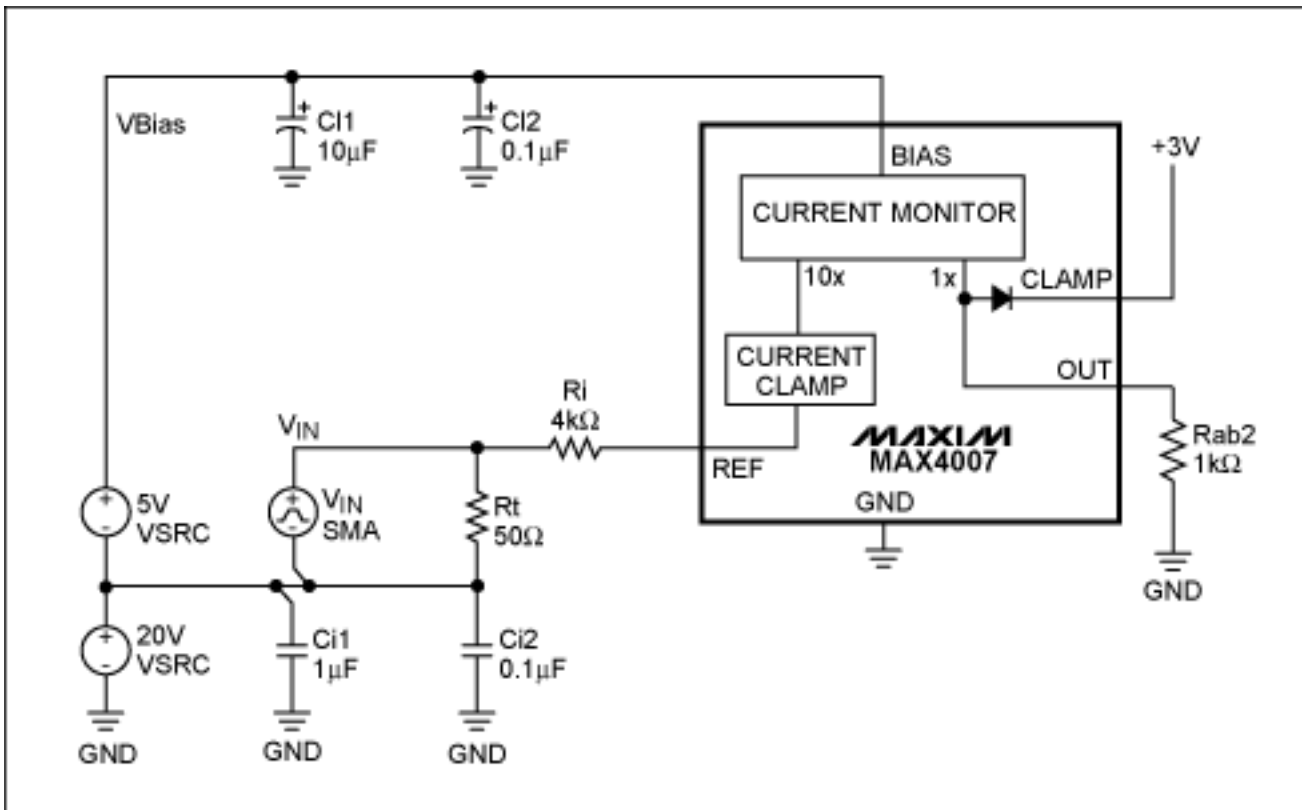 VBias
Cl1
10μF
Cl2
0.1μF
+3V
BIAS
CURRENT MONITOR
10x
1x
CLAMP
CURRENT
CLAMP
OUT
Ri
4kΩ
VIN
REF
MAXIM
MAX4007
Rab2
1kΩ
5V
VSRC
VIN
SMA
Rt
50Ω
GND
GND
20V
VSRC
Ci1
1μF
Ci2
0.1μF
GND
GND
GND